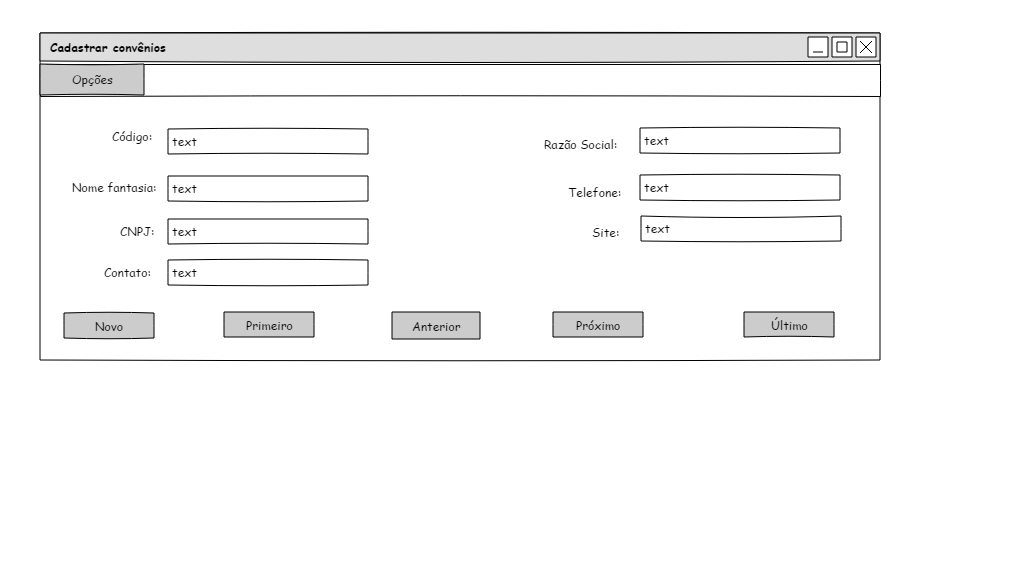 Cadastrar convênios
Opções
Código: text
Razão Social: text
Nome fantasia: text
Telefone: text
CNPJ: text
Site: text
Contato: text
Novo Primeiro Anterior Próximo Último